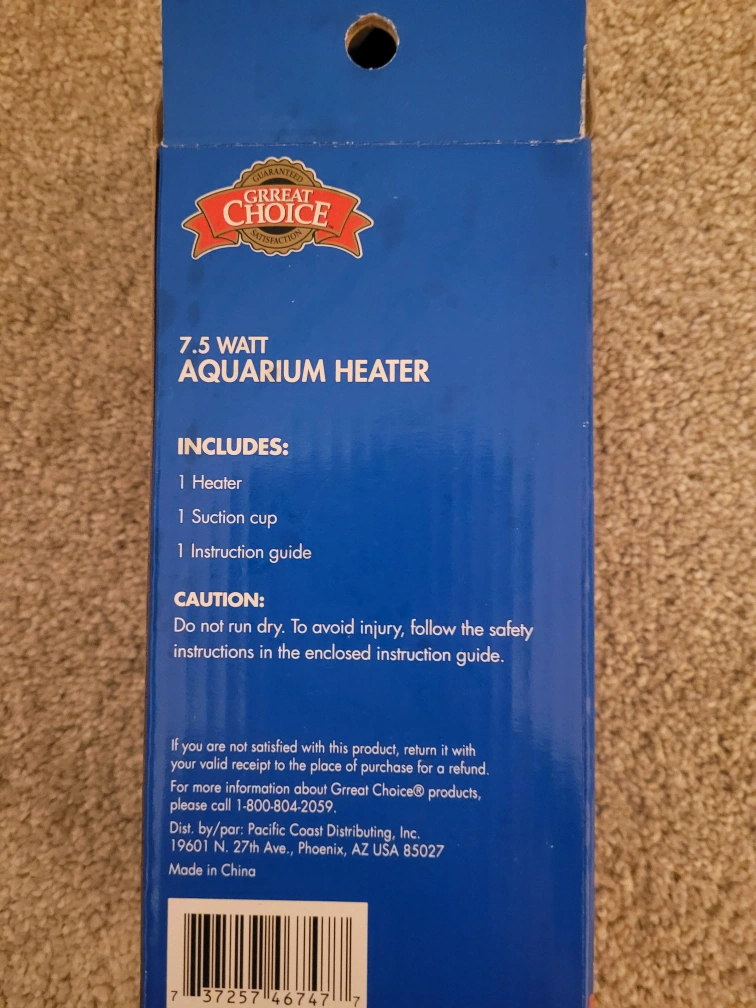 GUARANTEED
GRREAT
CHOICE
SATISFACTION
7.5 WATT
AQUARIUM HEATER
INCLUDES:
1 Heater
1 Suction cup
1 Instruction guide
CAUTION:
Do not run dry. To avoid injury, follow the safety
instructions in the enclosed instruction guide.
If you are not satisfied with this product, return it with
your valid receipt to the place of purchase for a refund.
For more information about Grreat Choice® products,
please call 1-800-804-2059.
Dist. by/par: Pacific Coast Distributing, Inc.
19601 N. 27th Ave., Phoenix, AZ USA 85027
Made in China
7 37257 46747 7